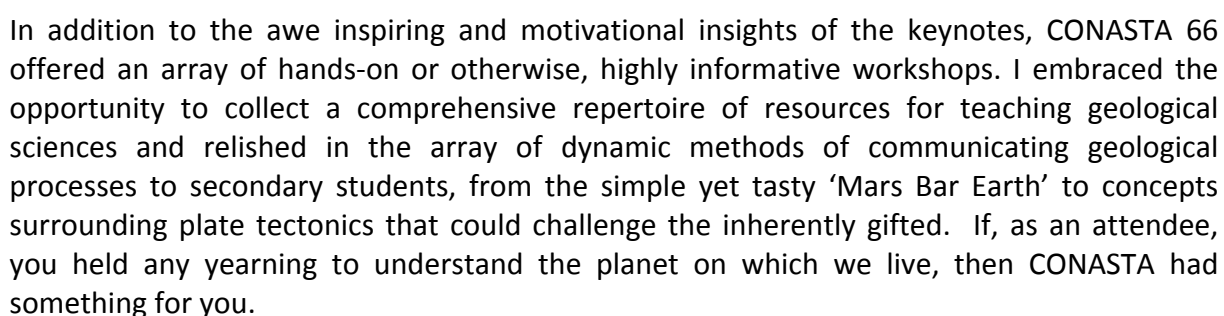 In addition to the awe inspiring and motivational insights of the keynotes, CONASTA 66
offered an array of hands-on or otherwise, highly informative workshops. I embraced the
opportunity to collect a comprehensive repertoire of resources for teaching geological
sciences and relished in the array of dynamic methods of communicating geological
processes to secondary students, from the simple yet tasty ‘Mars Bar Earth’ to concepts
surrounding plate tectonics that could challenge the inherently gifted.  If, as an attendee,
you held any yearning to understand the planet on which we live, then CONASTA had
something for you.